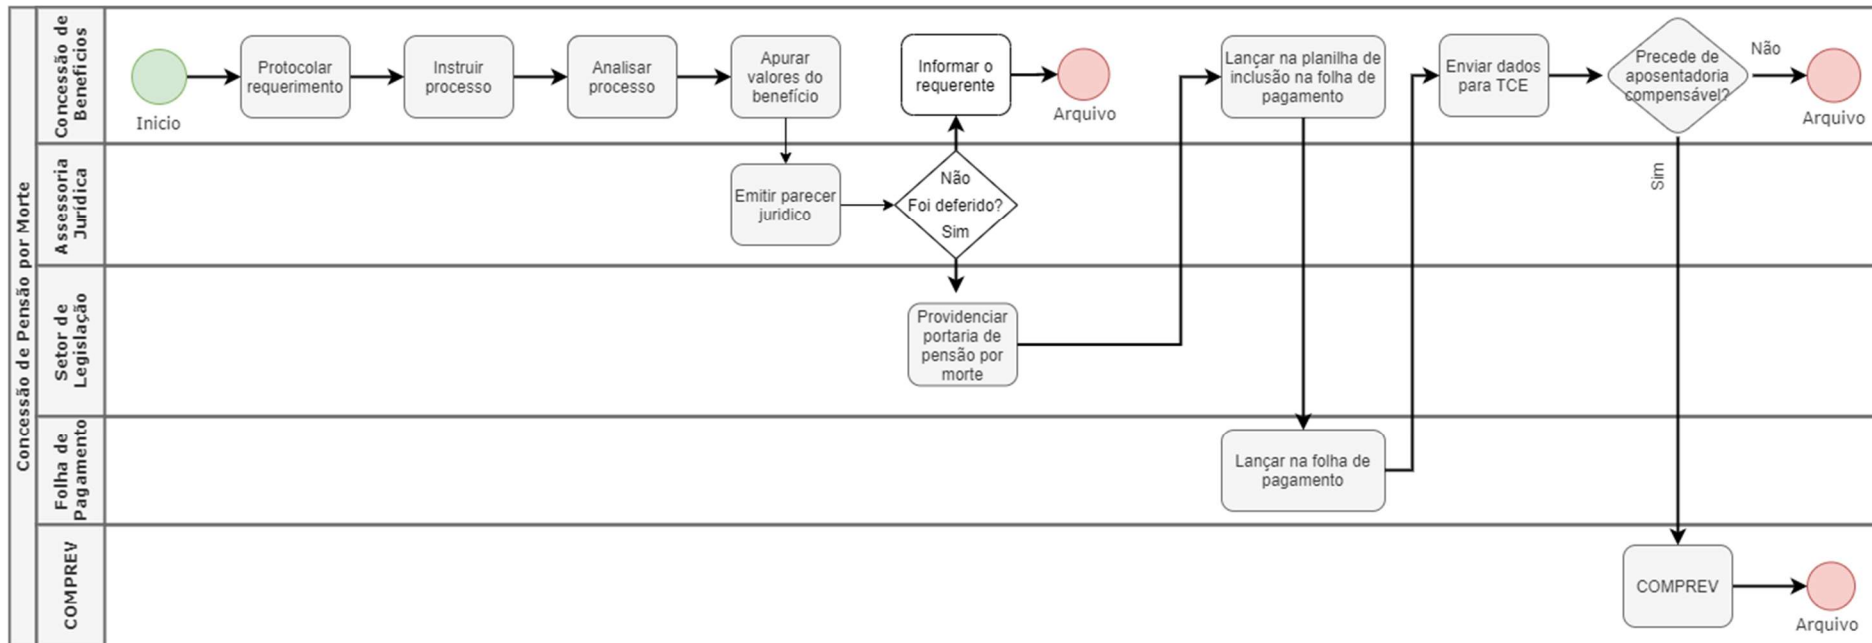 Concessão de Pensão por Morte
Concessão de
Benefícios
Inicio
Protocolar
requerimento
Instruir
processo
Analisar
processo
Apurar
valores do
benefício
Informar o
requerente
Arquivo
Lançar na planilha de
inclusão na folha de
pagamento
Enviar dados
para TCE
Precede de
aposentadoria
compensável?
Não
Arquivo
Sim
Assessoria
Jurídica
Emitir parecer
juridico
Não
Foi deferido?
Sim
Setor de
Legislação
Providenciar
portaria de
pensão por
morte
Folha de
Pagamento
Lançar na folha de
pagamento
COMPREV
COMPREV
Arquivo